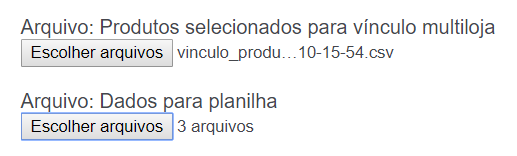 Arquivo: Produtos selecionados para vínculo multiloja
Escolher arquivos vinculo_produ…10-15-54.csv
Arquivo: Dados para planilha
Escolher arquivos 3 arquivos